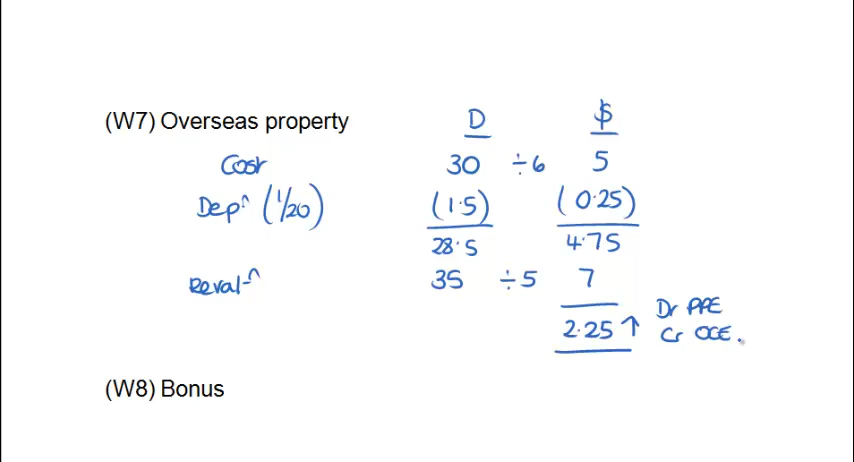 (W7) Overseas property D $
Cost 30 ÷6 5
Dep^n (1/20) (1.5) (0.25)
28.5 4.75
Reval^n 35 ÷5 7
Dr PPE
2.25 ↑ Cr OCE.
(W8) Bonus